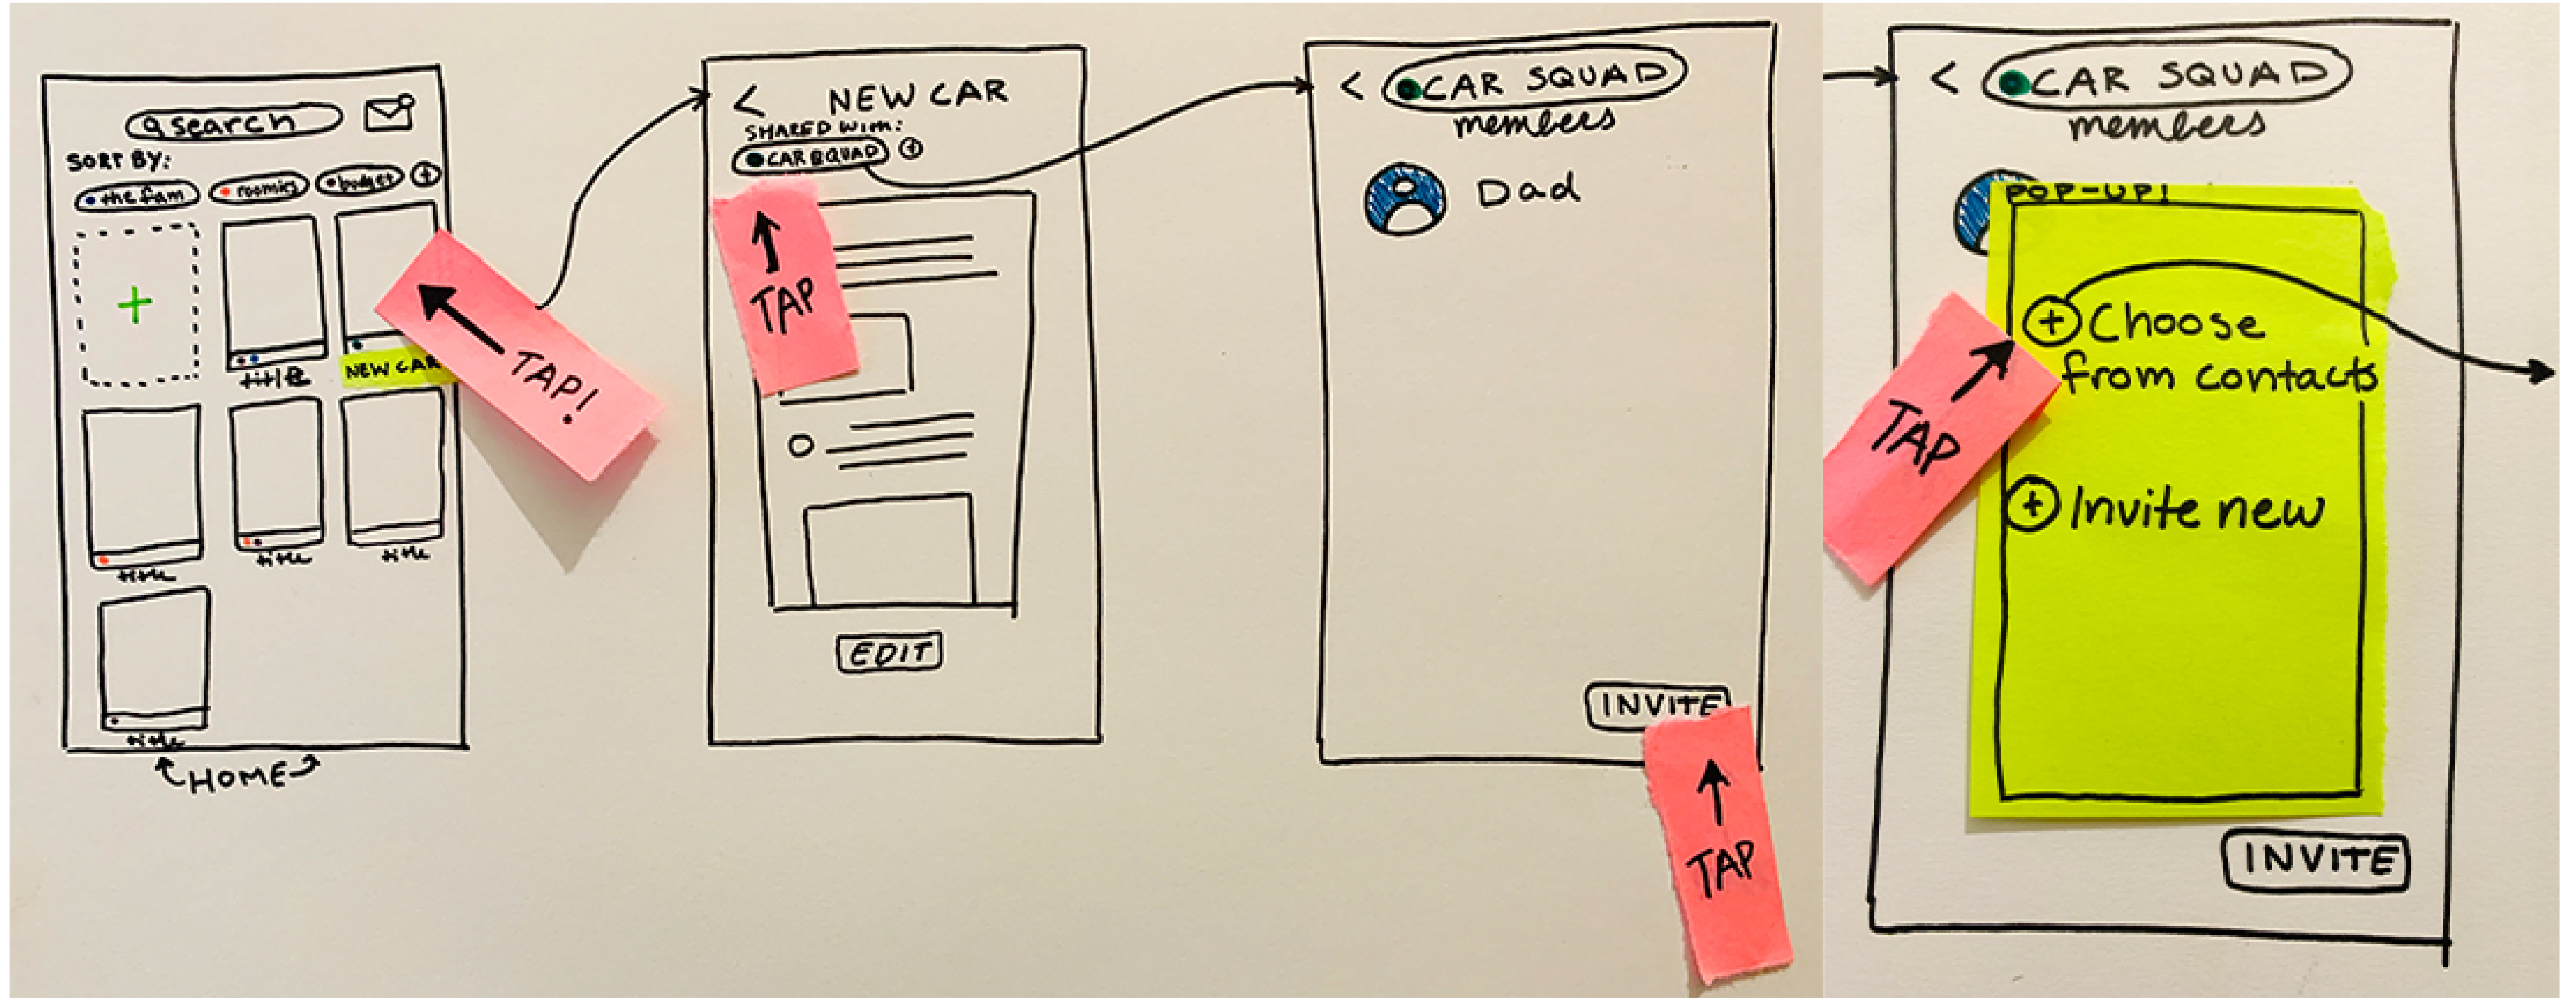 search
SORT BY:
the fam
roomies
budget
+
+
title
NEW CAR
TAP!
title
title
title
title
HOME
< NEW CAR
SHARED WITH:
CAR SQUAD +
TAP
EDIT
< CAR SQUAD
members
Dad
INVITE
TAP
< CAR SQUAD
members
POP-UP!
+ Choose
from contacts
TAP
+ Invite new
INVITE